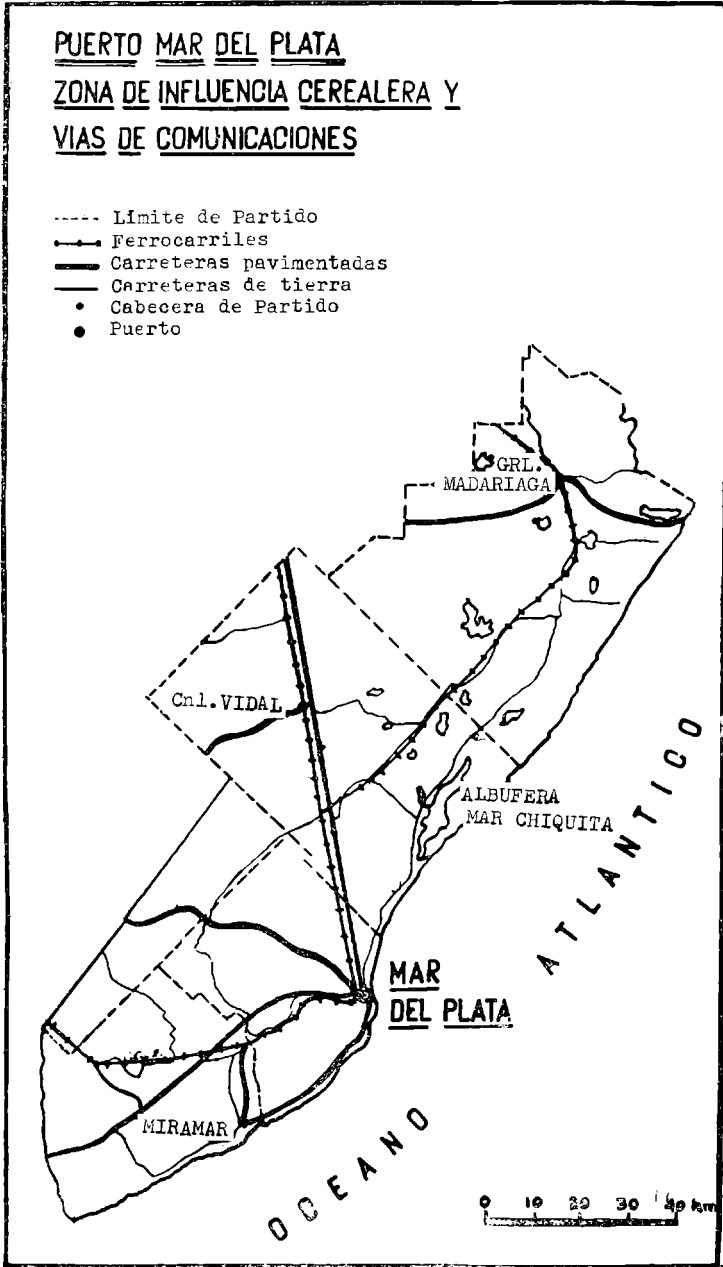 PUERTO MAR DEL PLATA
ZONA DE INFLUENCIA CEREALERA Y
VIAS DE COMUNICACIONES
Límite de Partido
Ferrocarriles
Carreteras pavimentadas
Carreteras de tierra
Cabecera de Partido
Puerto
GRL.
MADARIAGA
Cnl. VIDAL
ALBUFERA
MAR CHIQUITA
ATLANTICO
MAR
DEL PLATA
MIRAMAR
OCEANO
0 10 20 30 40 km